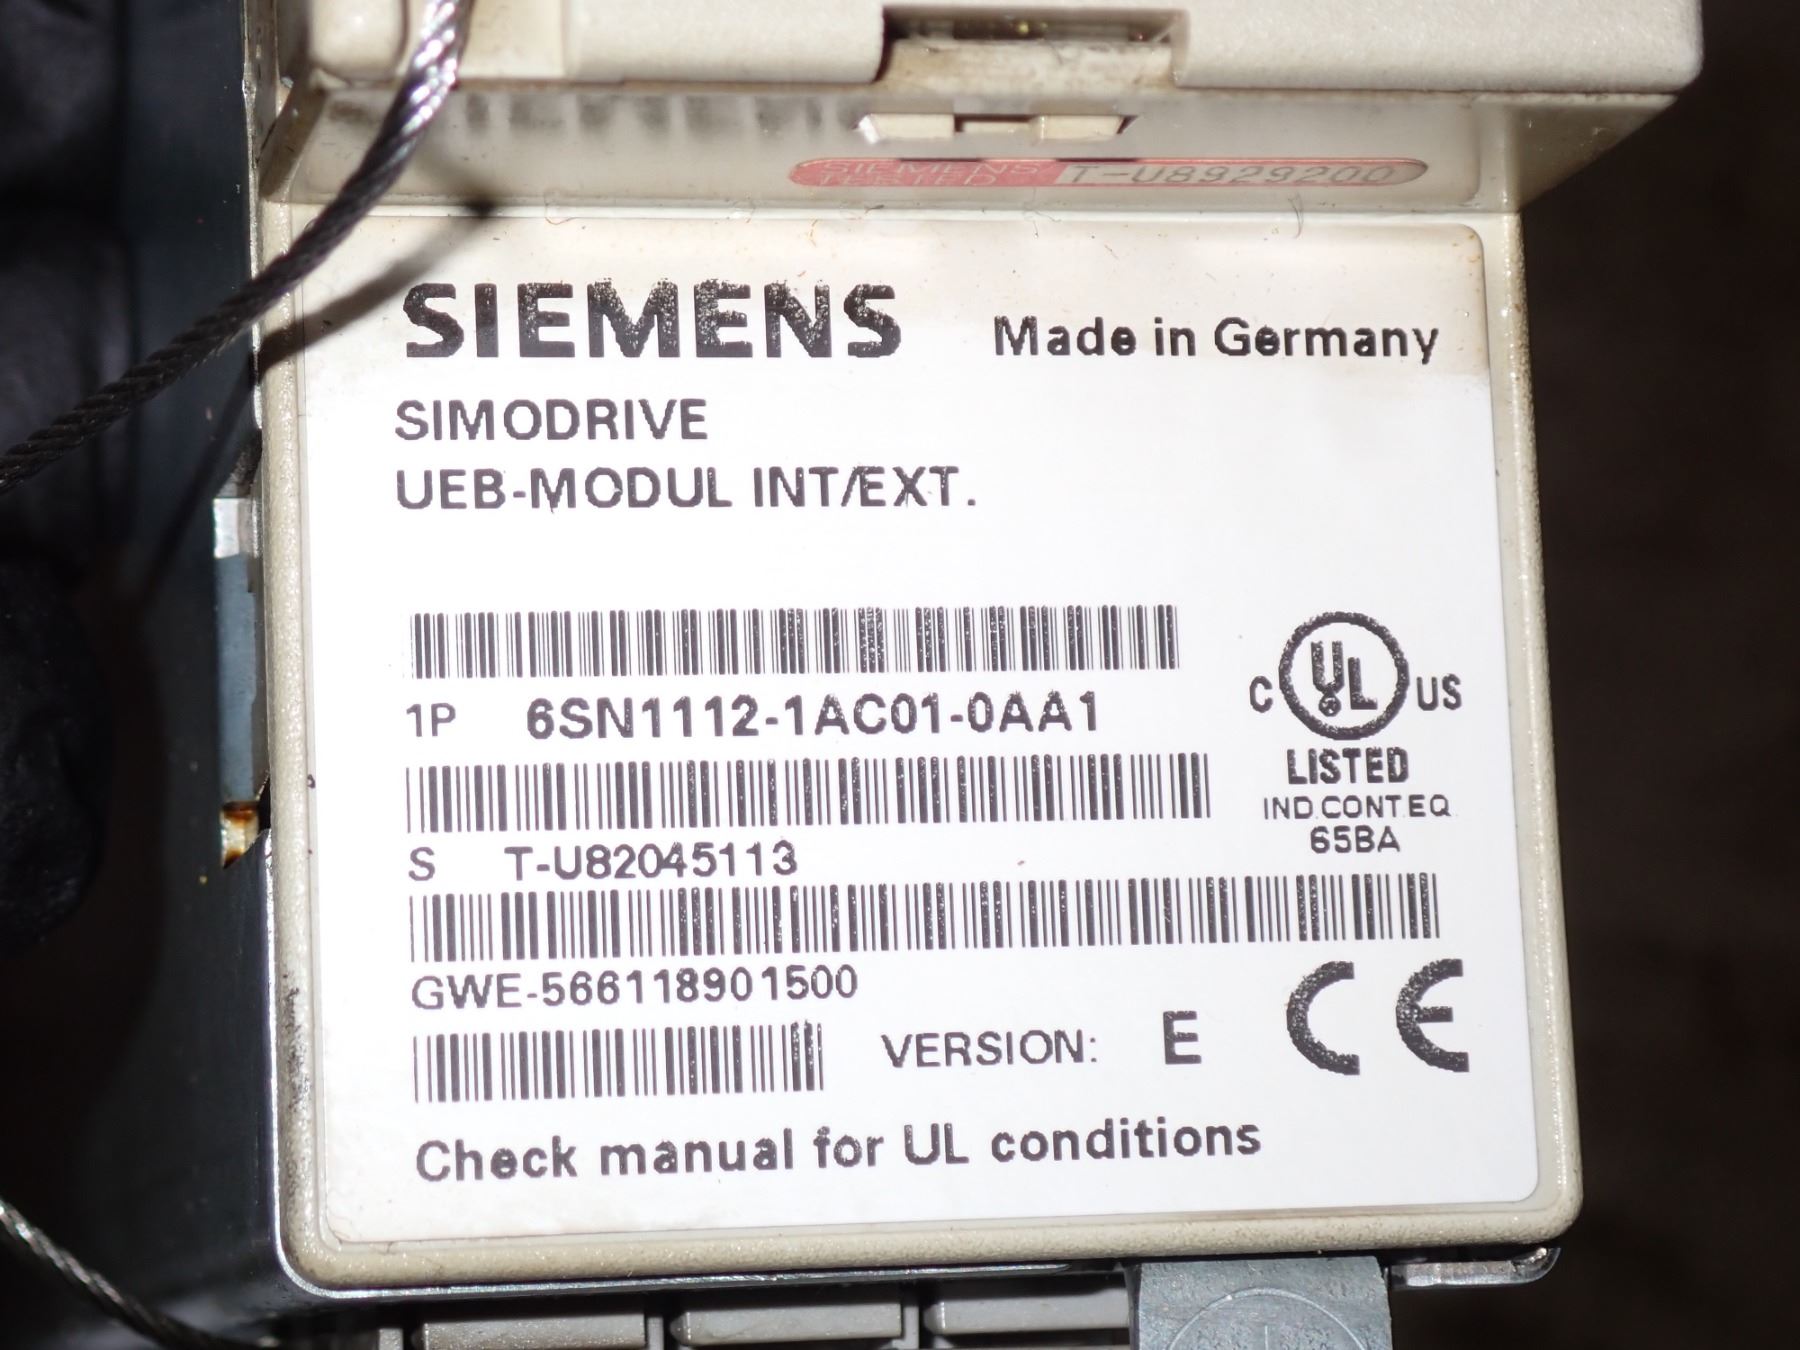 SIEMENS
TESTED T-U8929200
SIEMENS Made in Germany
SIMODRIVE
UEB-MODUL INT/EXT.
1P 6SN1112-1AC01-0AA1
C UL US
LISTED
IND.CONT.EQ.
65BA
S T-U82045113
GWE-566118901500
VERSION: E CE
Check manual for UL conditions